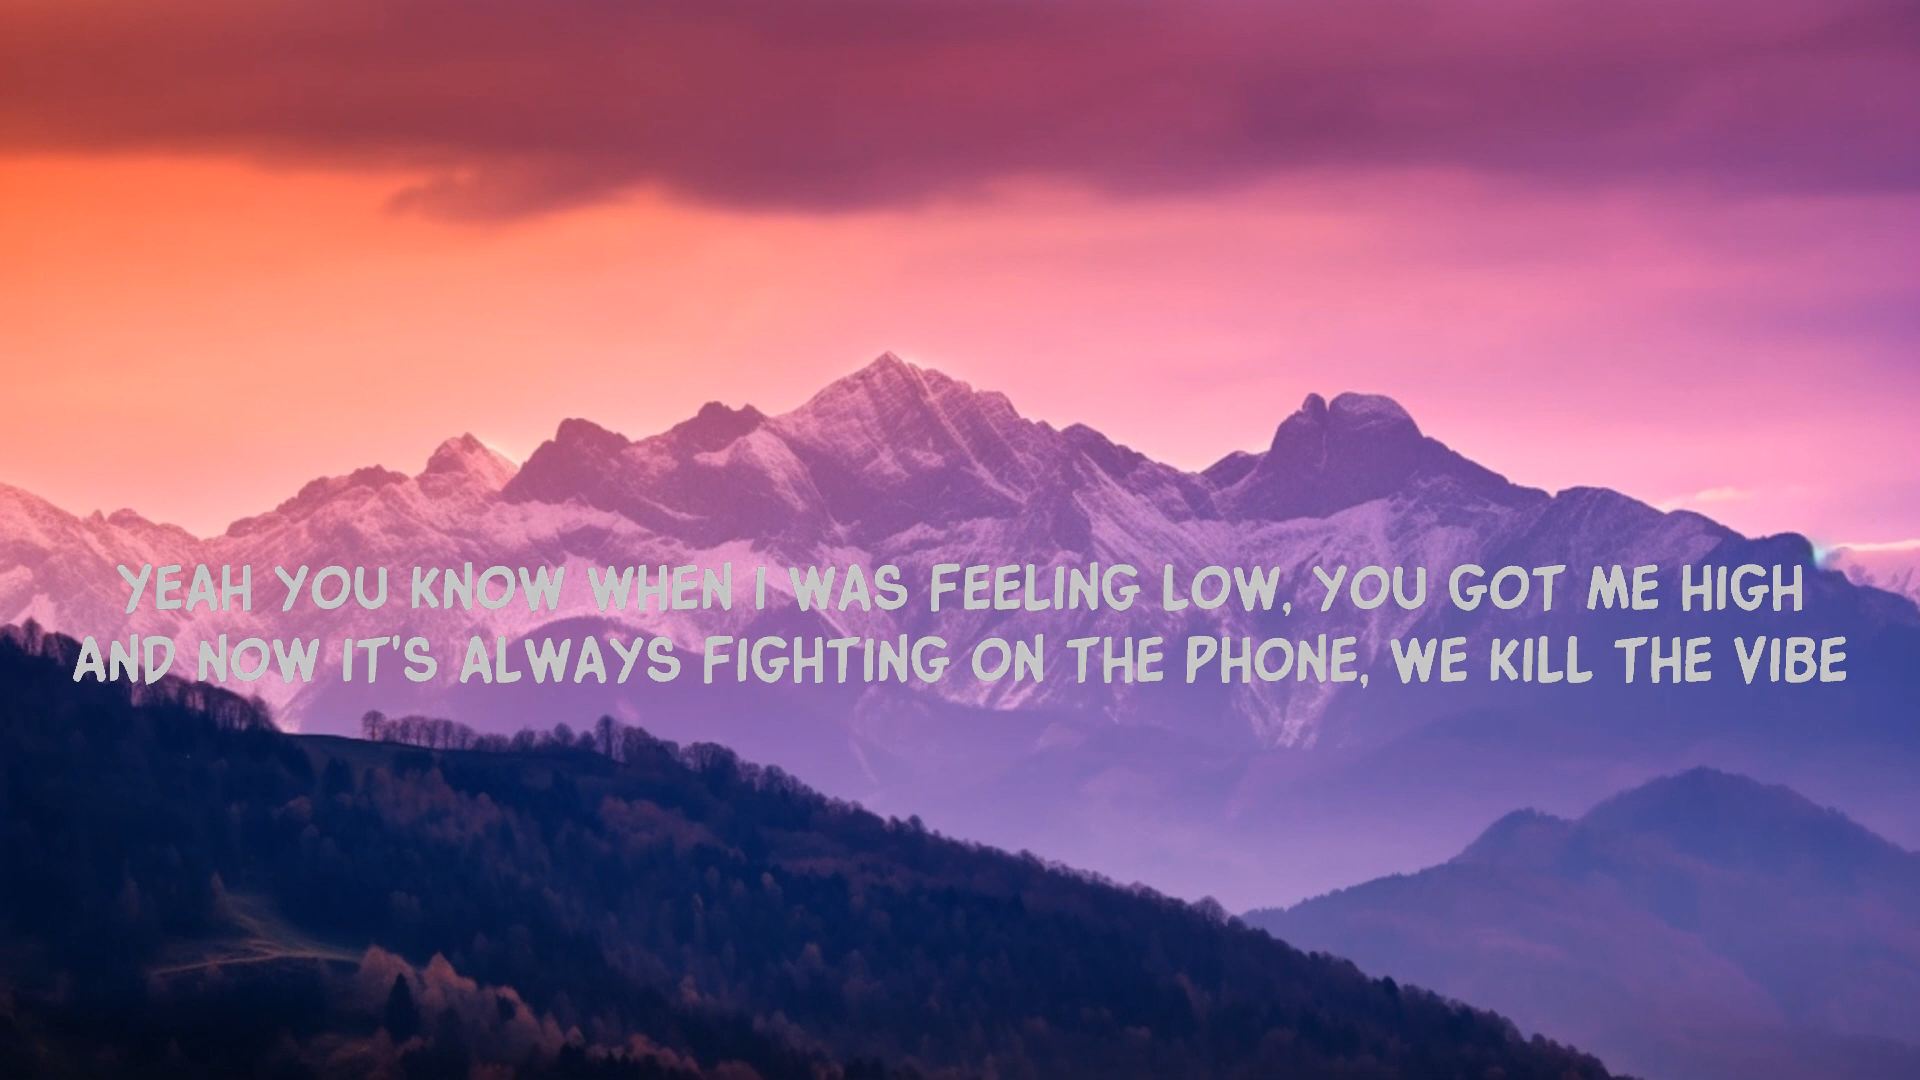 YEAH YOU KNOW WHEN I WAS FEELING LOW, YOU GOT ME HIGH
AND NOW IT'S ALWAYS FIGHTING ON THE PHONE, WE KILL THE VIBE